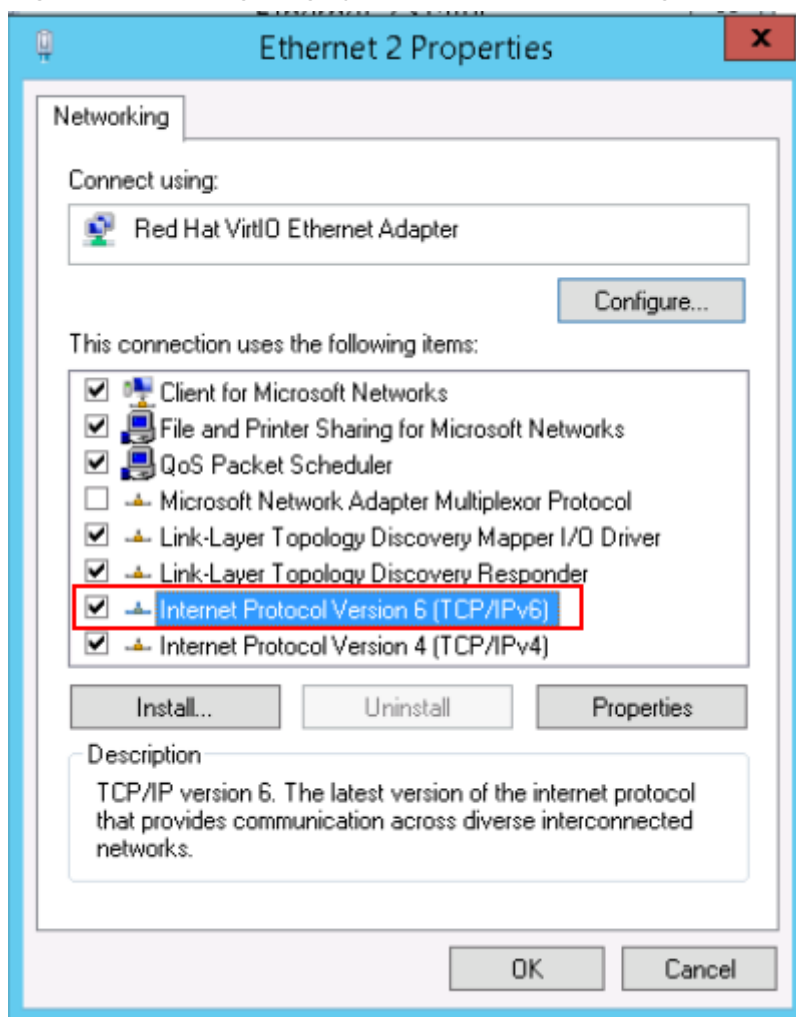 Ethernet 2 Properties
x
Networking
Connect using:
Red Hat VirtIO Ethernet Adapter
Configure...
This connection uses the following items:
Client for Microsoft Networks
File and Printer Sharing for Microsoft Networks
QoS Packet Scheduler
Microsoft Network Adapter Multiplexor Protocol
Link-Layer Topology Discovery Mapper I/O Driver
Link-Layer Topology Discovery Responder
Internet Protocol Version 6 (TCP/IPv6)
Internet Protocol Version 4 (TCP/IPv4)
Install...
Uninstall
Properties
Description
TCP/IP version 6. The latest version of the internet protocol
that provides communication across diverse interconnected
networks.
OK
Cancel